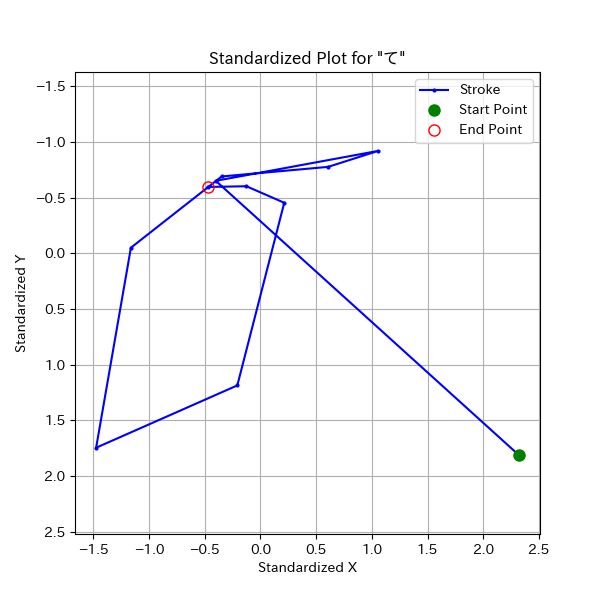 Standardized Plot for "て"
Stroke
Start Point
End Point
−1.5
−1.0
−0.5
0.0
0.5
1.0
1.5
2.0
2.5
Standardized Y
−1.5 −1.0 −0.5 0.0 0.5 1.0 1.5 2.0 2.5
Standardized X